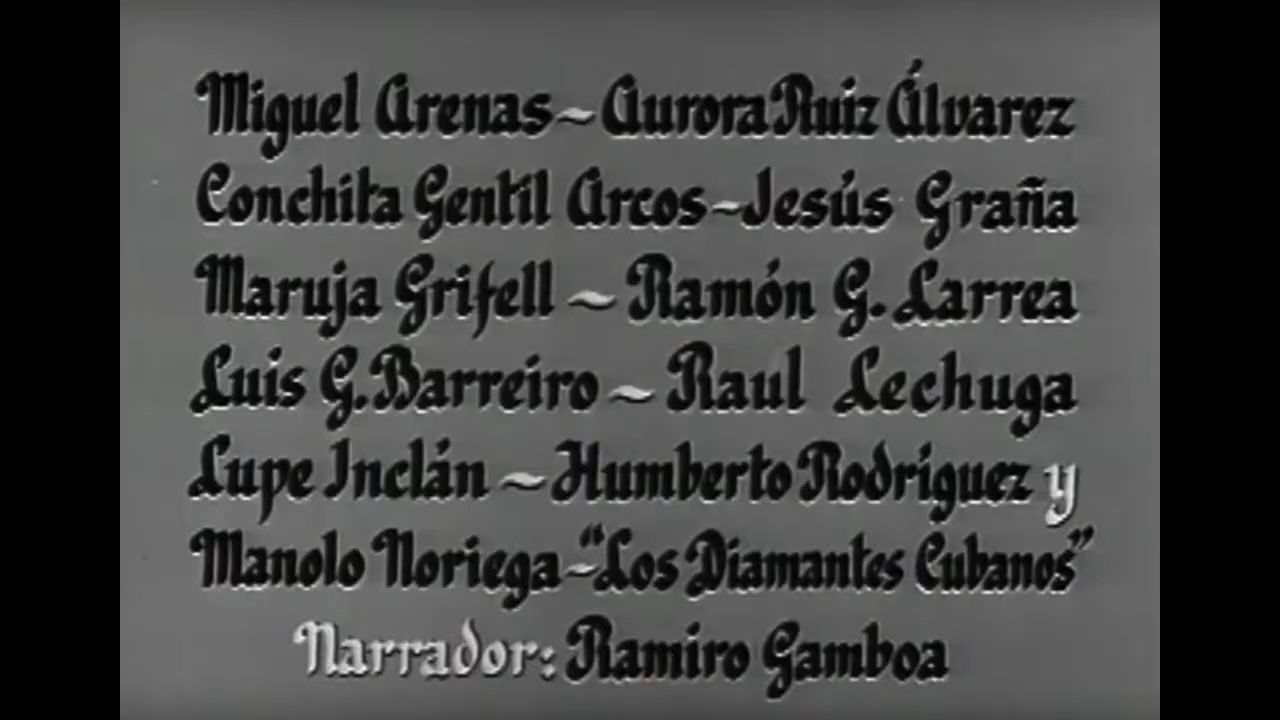 Miguel Arenas ~ Aurora Ruiz Álvarez
Conchita Gentil Arcos ~ Jesús Graña
Maruja Grifell ~ Ramón G. Larrea
Luis G. Barreiro ~ Raul Lechuga
Lupe Inclán ~ Humberto Rodríguez y
Manolo Noriega ~ "Los Diamantes Cubanos"
Narrador: Ramiro Gamboa